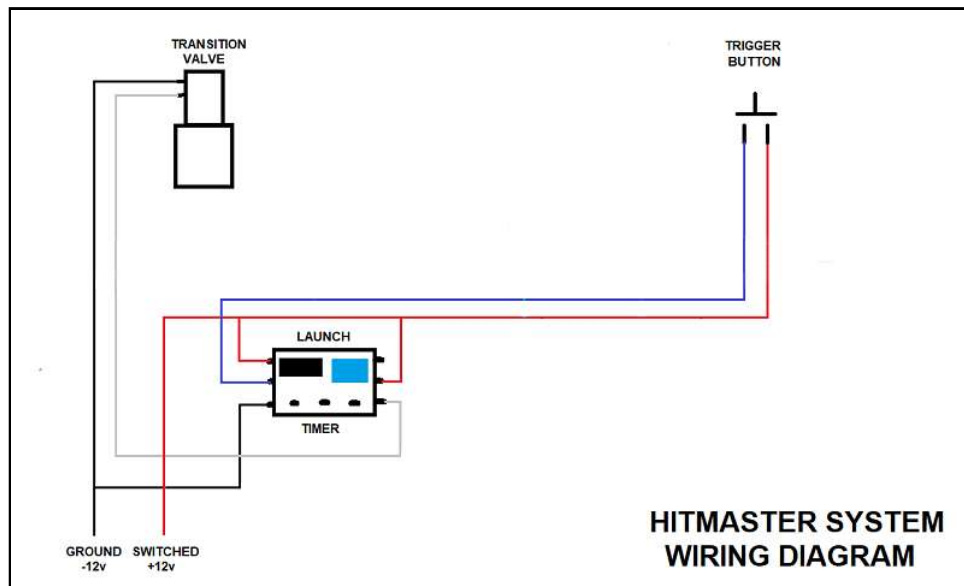 TRANSITION
VALVE
TRIGGER
BUTTON
LAUNCH
TIMER
GROUND
-12v
SWITCHED
+12v
HITMASTER SYSTEM
WIRING DIAGRAM